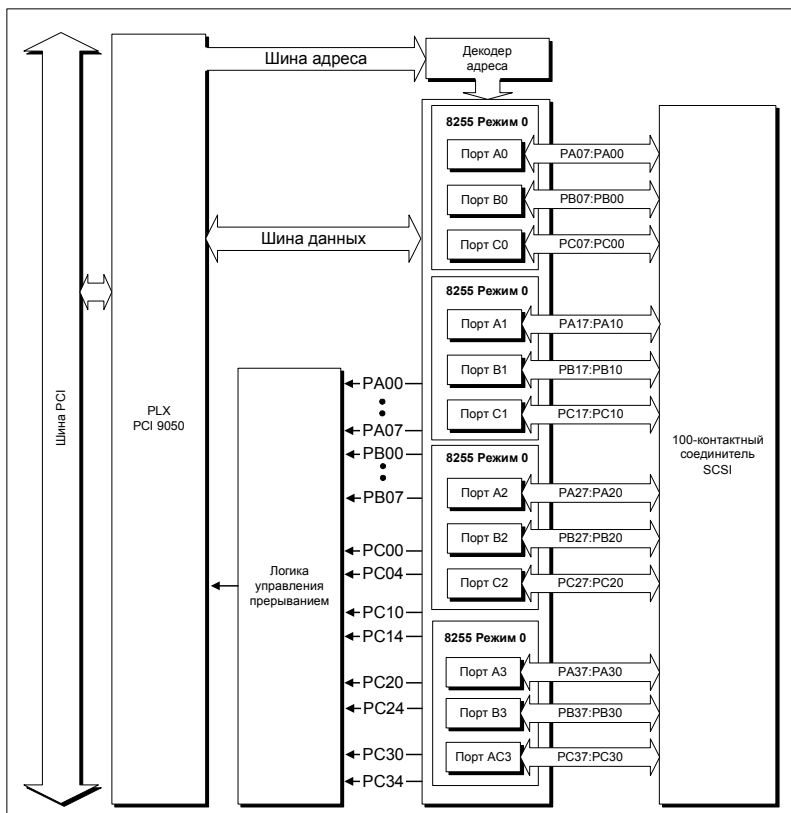 Шина адреса
Декодер
адреса
8255 Режим 0
Порт A0
PA07:PA00
Порт B0
PB07:PB00
Шина данных
Порт C0
PC07:PC00
8255 Режим 0
Порт A1
PA17:PA10
Порт B1
PB17:PB10
Порт C1
PC17:PC10
Шина PCI
PLX
PCI 9050
PA00
PA07
PB00
PB07
PC00
PC04
PC10
PC14
PC20
PC24
PC30
PC34
Логика
управления
прерыванием
8255 Режим 0
Порт A2
PA27:PA20
Порт B2
PB27:PB20
Порт C2
PC27:PC20
8255 Режим 0
Порт A3
PA37:PA30
Порт B3
PB37:PB30
Порт AC3
PC37:PC30
100-контактный
соединитель
SCSI